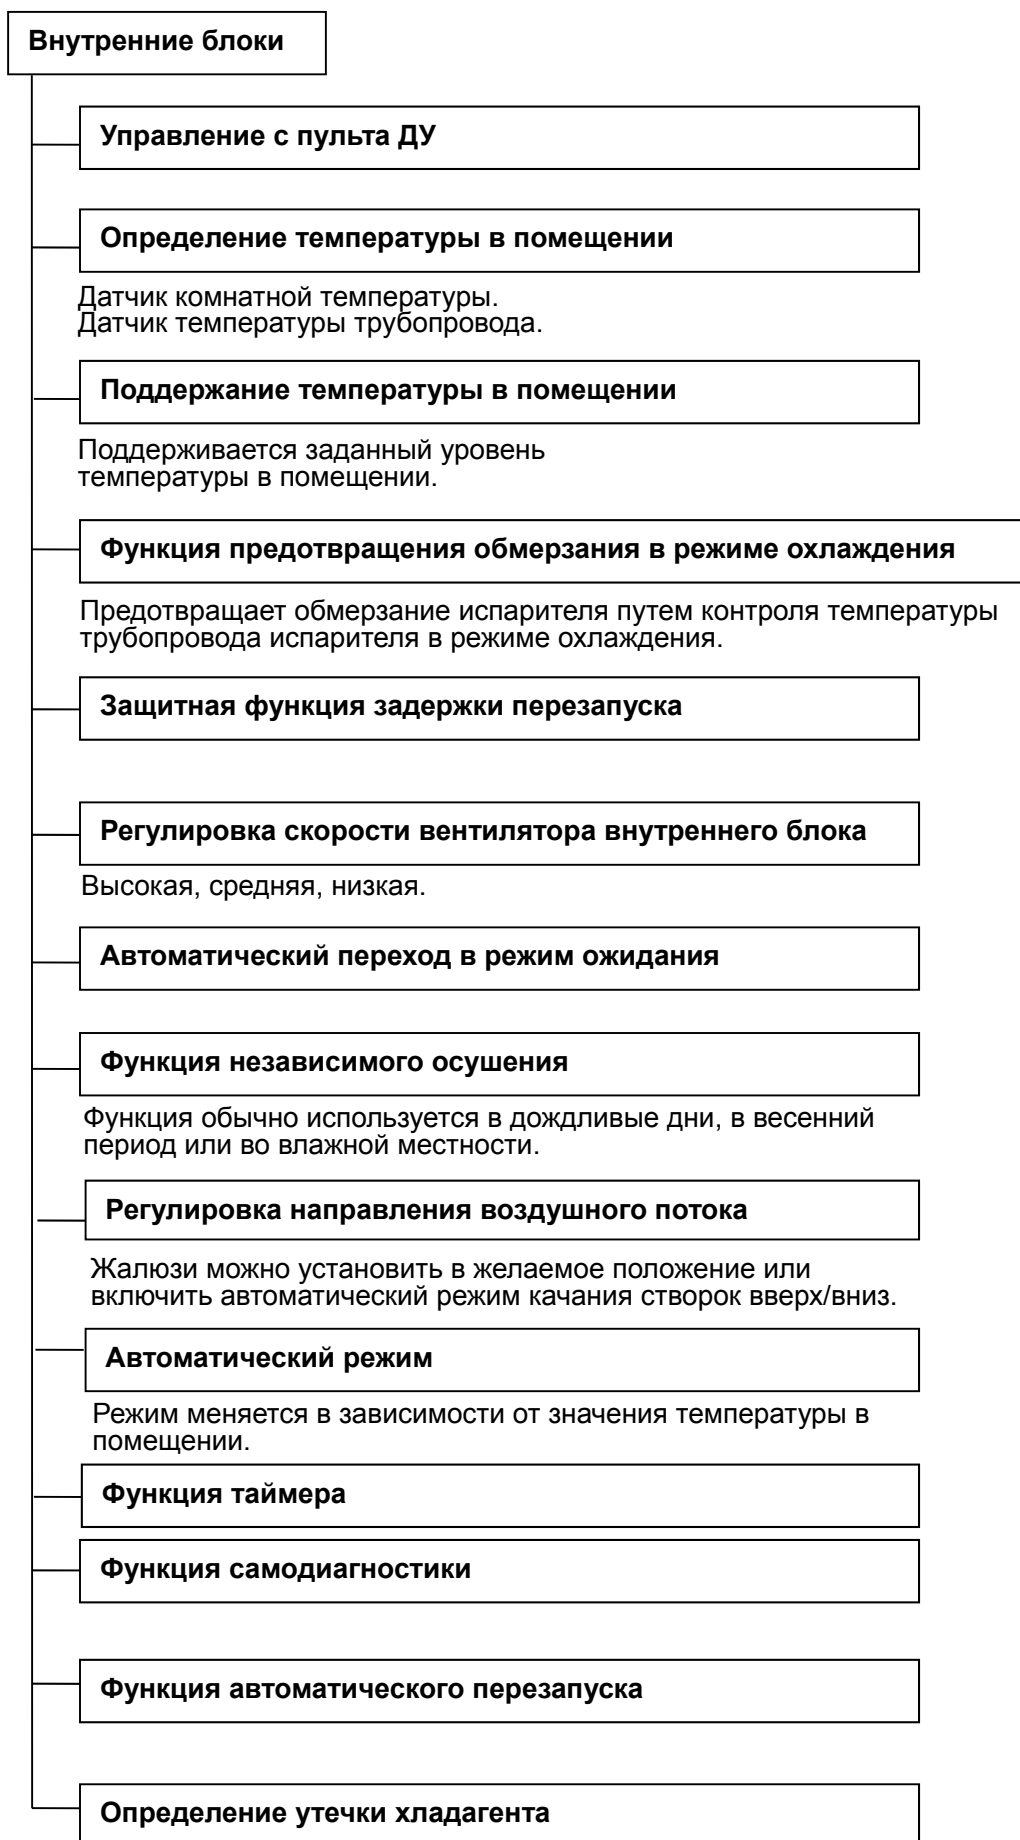 Внутренние блоки
Управление с пульта ДУ
Определение температуры в помещении
Датчик комнатной температуры.
Датчик температуры трубопровода.
Поддержание температуры в помещении
Поддерживается заданный уровень
температуры в помещении.
Функция предотвращения обмерзания в режиме охлаждения
Предотвращает обмерзание испарителя путем контроля температуры
трубопровода испарителя в режиме охлаждения.
Защитная функция задержки перезапуска
Регулировка скорости вентилятора внутреннего блока
Высокая, средняя, низкая.
Автоматический переход в режим ожидания
Функция независимого осушения
Функция обычно используется в дождливые дни, в весенний
период или во влажной местности.
Регулировка направления воздушного потока
Жалюзи можно установить в желаемое положение или
включить автоматический режим качания створок вверх/вниз.
Автоматический режим
Режим меняется в зависимости от значения температуры в
помещении.
Функция таймера
Функция самодиагностики
Функция автоматического перезапуска
Определение утечки хладагента